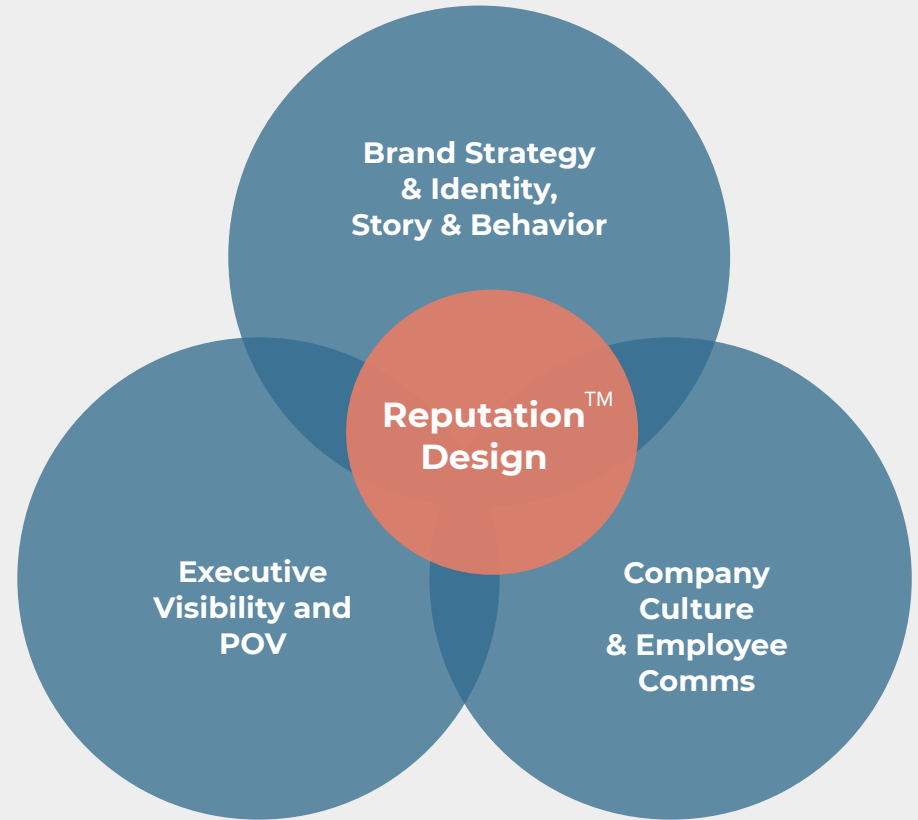 Brand Strategy
& Identity,
Story & Behavior
Reputation™
Design
Executive
Visibility and
POV
Company
Culture
& Employee
Comms